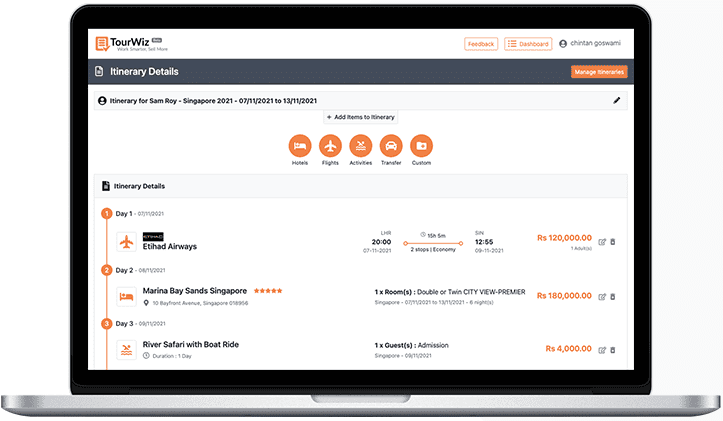 TourWiz Beta
Work Smarter, Sell More
Feedback
Dashboard
chintan goswami
Itinerary Details
Manage Itineraries
Itinerary for Sam Roy - Singapore 2021 - 07/11/2021 to 13/11/2021
+ Add Items to Itinerary
Hotels
Flights
Activities
Transfer
Custom
Itinerary Details
1 Day 1 - 07/11/2021
ETIHAD
Etihad Airways
LHR
20:00
07-11-2021
15h 5m
2 stops | Economy
SIN
12:55
09-11-2021
Rs 120,000.00
1 Adult(s)
2 Day 2 - 08/11/2021
Marina Bay Sands Singapore
10 Bayfront Avenue, Singapore 018956
1 x Room(s) : Double or Twin CITY VIEW-PREMIER
Singapore - 07/11/2021 to 13/11/2021 - 6 night(s)
Rs 180,000.00
3 Day 3 - 09/11/2021
River Safari with Boat Ride
Duration : 1 Day
1 x Guest(s) : Admission
Singapore - 09/11/2021
Rs 4,000.00